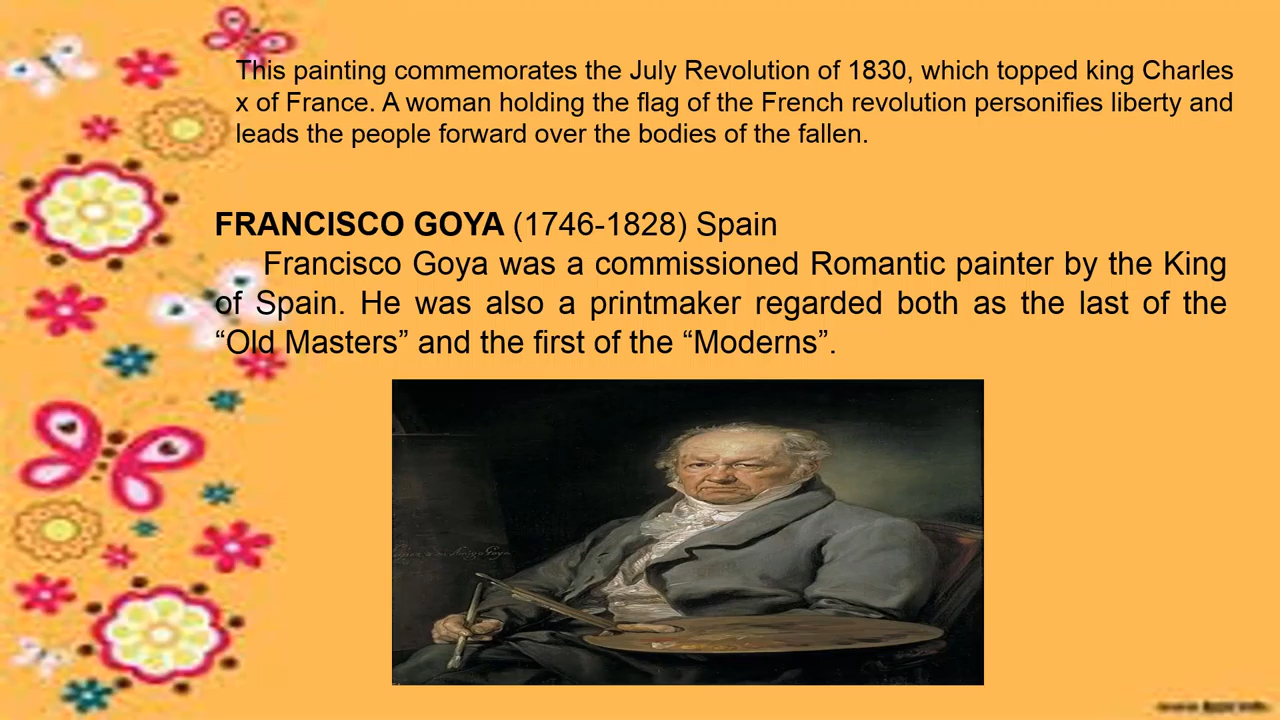 This painting commemorates the July Revolution of 1830, which topped king Charles
x of France. A woman holding the flag of the French revolution personifies liberty and
leads the people forward over the bodies of the fallen.
FRANCISCO GOYA (1746-1828) Spain
Francisco Goya was a commissioned Romantic painter by the King
of Spain. He was also a printmaker regarded both as the last of the
“Old Masters” and the first of the “Moderns”.